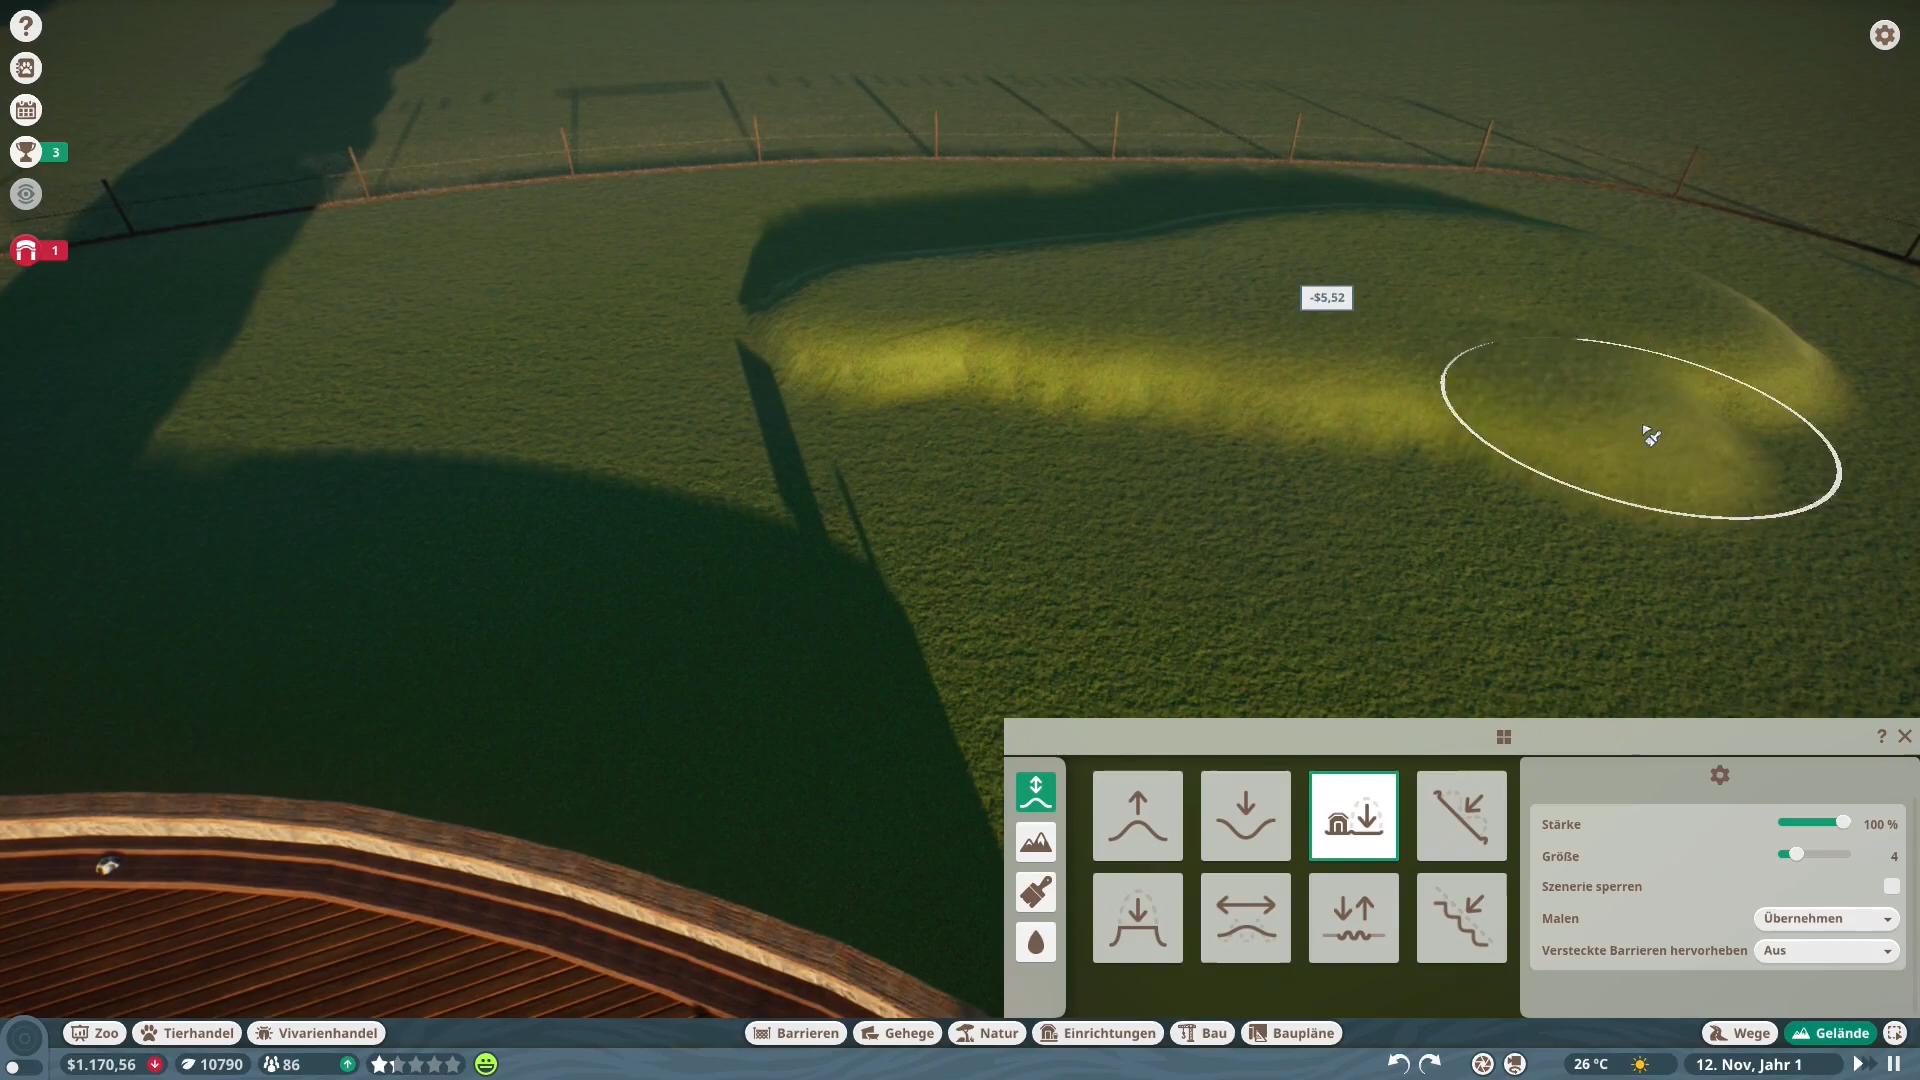 ?
3
1
-$5,52
?
Stärke
100 %
Größe
4
Szenerie sperren
Malen
Übernehmen
Versteckte Barrieren hervorheben
Aus
Zoo
Tierhandel
Vivarienhandel
Barrieren
Gehege
Natur
Einrichtungen
Bau
Baupläne
Wege
Gelände
$1.170,56
10790
86
26 °C
12. Nov, Jahr 1